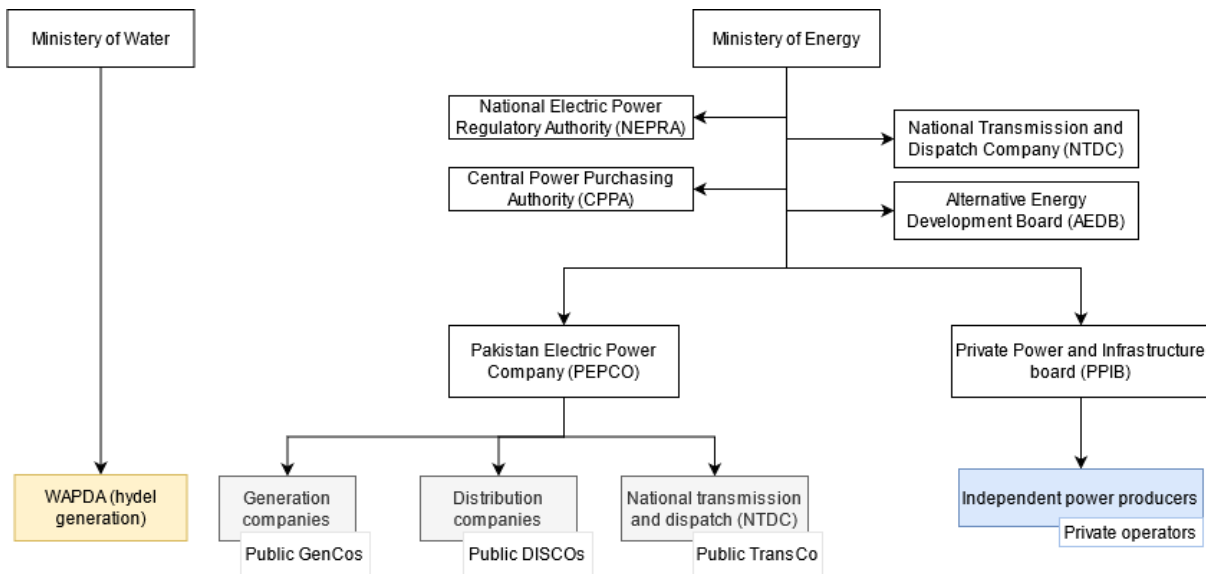 Ministery of Water
Ministery of Energy
National Electric Power
Regulatory Authority (NEPRA)
National Transmission and
Dispatch Company (NTDC)
Central Power Purchasing
Authority (CPPA)
Alternative Energy
Development Board (AEDB)
Pakistan Electric Power
Company (PEPCO)
Private Power and Infrastructure
board (PPIB)
WAPDA (hydel
generation)
Generation
companies
Public GenCos
Distribution
companies
Public DISCOs
National transmission
and dispatch (NTDC)
Public TransCo
Independent power producers
Private operators